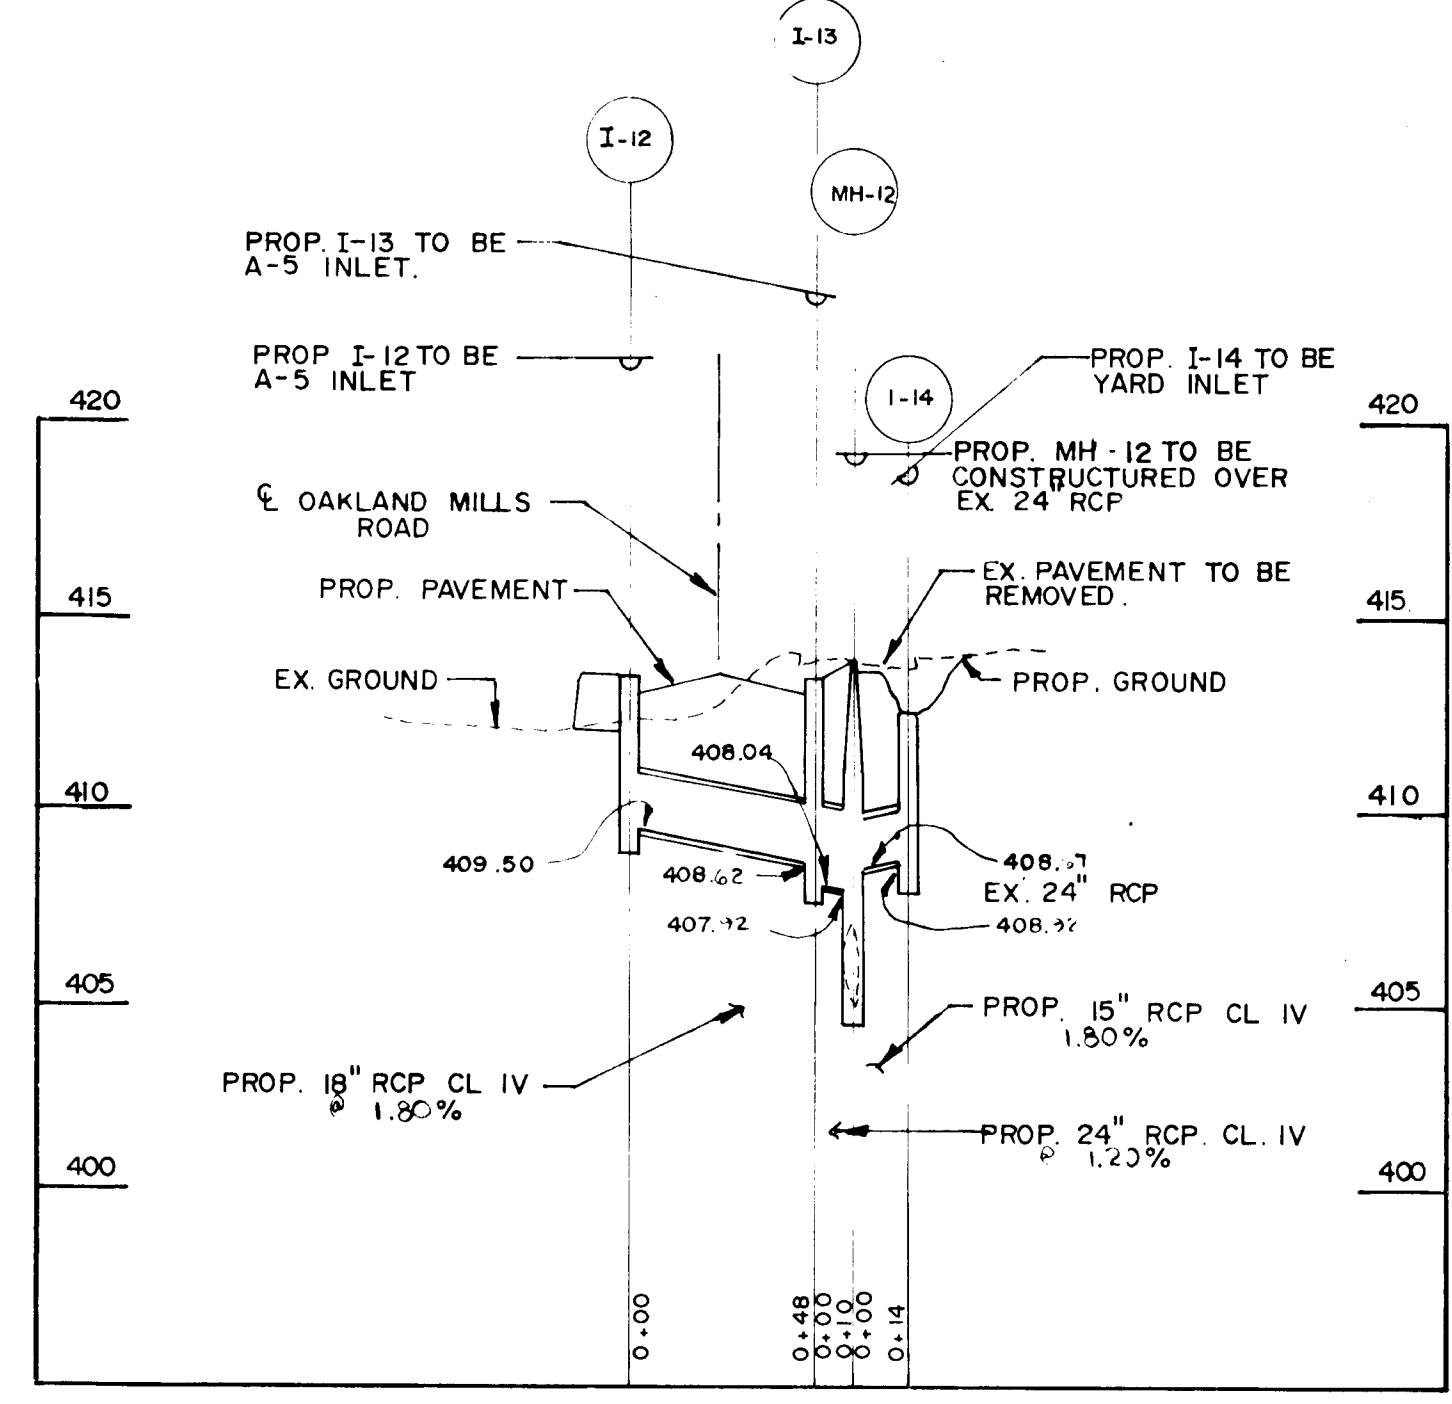 I-13
I-12
MH-12
PROP. I-13 TO BE
A-5 INLET.
PROP I-12 TO BE
A-5 INLET
PROP. I-14 TO BE
YARD INLET
I-14
420
420
PROP. MH-12 TO BE
CONSTRUCTURED OVER
EX. 24" RCP
℄ OAKLAND MILLS
ROAD
PROP. PAVEMENT
EX. PAVEMENT TO BE
REMOVED.
415
415
EX. GROUND
PROP. GROUND
408.04
410
410
409.50
408.62
EX. 24" RCP
405
405
PROP. 15" RCP CL IV
1.80%
PROP. 18" RCP CL IV
@ 1.80%
PROP. 24" RCP. CL. IV
@ 1.20%
400
400
0+00
0+48
0+00
0+10
0+00
0+14